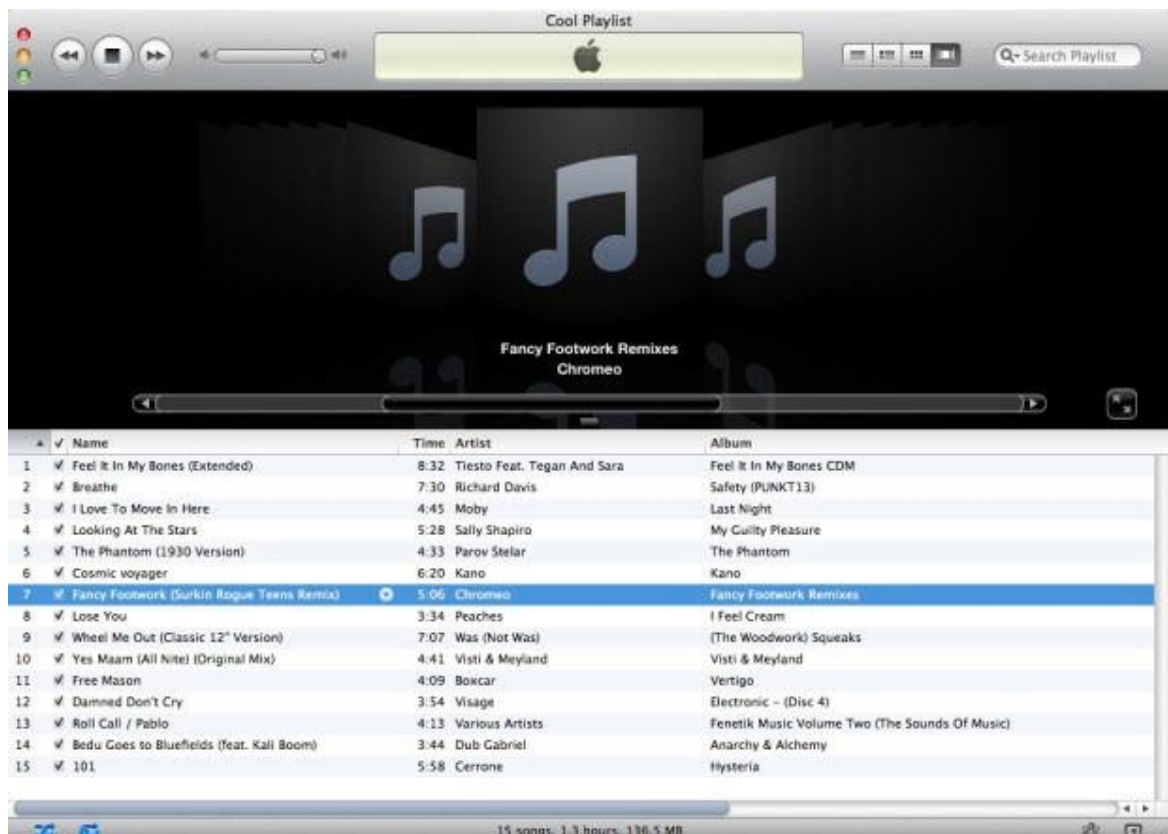 Cool Playlist
Search Playlist
Fancy Footwork Remixes
Chromeo
Name Time Artist Album
1 Feel It In My Bones (Extended) 8:32 Tiesto Feat. Tegan And Sara Feel It In My Bones CDM
2 Breathe 7:30 Richard Davis Safety (PUNKT13)
3 I Love To Move In Here 4:45 Moby Last Night
4 Looking At The Stars 5:28 Sally Shapiro My Guilty Pleasure
5 The Phantom (1930 Version) 4:33 Parov Stelar The Phantom
6 Cosmic voyager 6:20 Kano Kano
7 Fancy Footwork (Surkin Rogue Teens Remix) 5:06 Chromeo Fancy Footwork Remixes
8 Lose You 3:34 Peaches I Feel Cream
9 Wheel Me Out (Classic 12" Version) 7:07 Was (Not Was) (The Woodwork) Squeaks
10 Yes Maam (All Nite) (Original Mix) 4:41 Visti & Meyland Visti & Meyland
11 Free Mason 4:09 Boxcar Vertigo
12 Damned Don't Cry 3:54 Visage Electronic – (Disc 4)
13 Roll Call / Pablo 4:13 Various Artists Fenetik Music Volume Two (The Sounds Of Music)
14 Bedu Goes to Bluefields (feat. Kali Boom) 3:44 Dub Gabriel Anarchy & Alchemy
15 101 5:58 Cerrone Hysteria
15 songs, 1.3 hours, 136.5 MB